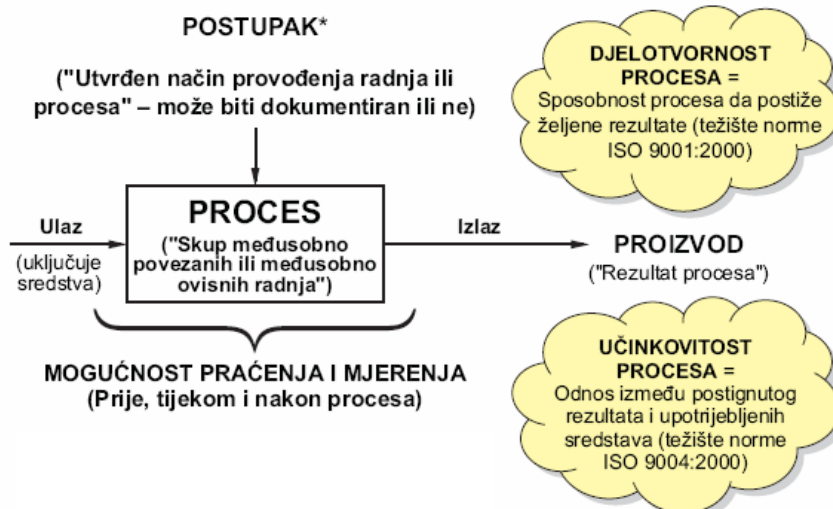 POSTUPAK*
("Utvrđen način provođenja radnja ili
procesa" – može biti dokumentiran ili ne)
DJELOTVORNOST
PROCESA =
Sposobnost procesa da postiže
željene rezultate (težište norme
ISO 9001:2000)
Ulaz
(uključuje
sredstva)
PROCES
("Skup međusobno
povezanih ili međusobno
ovisnih radnja")
Izlaz
PROIZVOD
("Rezultat procesa")
MOGUĆNOST PRAĆENJA I MJERENJA
(Prije, tijekom i nakon procesa)
UČINKOVITOST
PROCESA =
Odnos između postignutog
rezultata i upotrijebljenih
sredstava (težište norme
ISO 9004:2000)